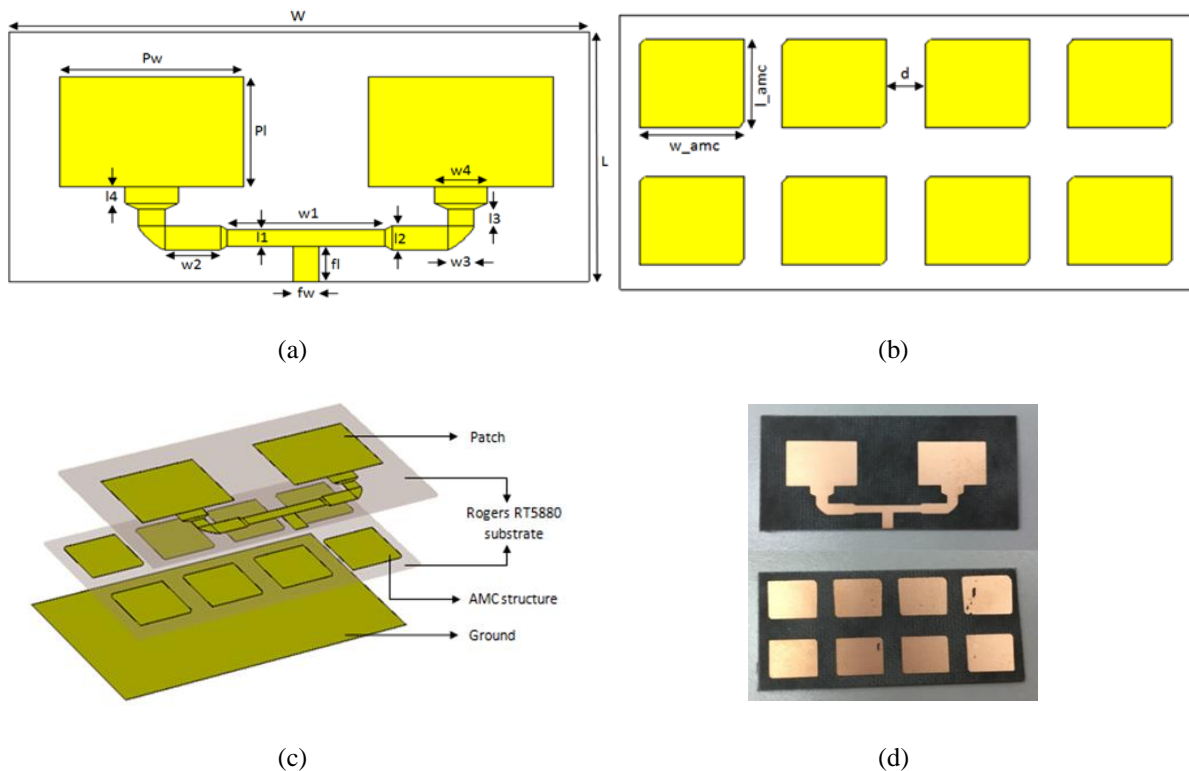 W
Pw
Pl
L
l4
w4
l3
w1
l1
l2
w2
fl
w3
fw
(a)
d
l_amc
w_amc
(b)
Patch
Rogers RT5880
substrate
AMC structure
Ground
(c)
(d)